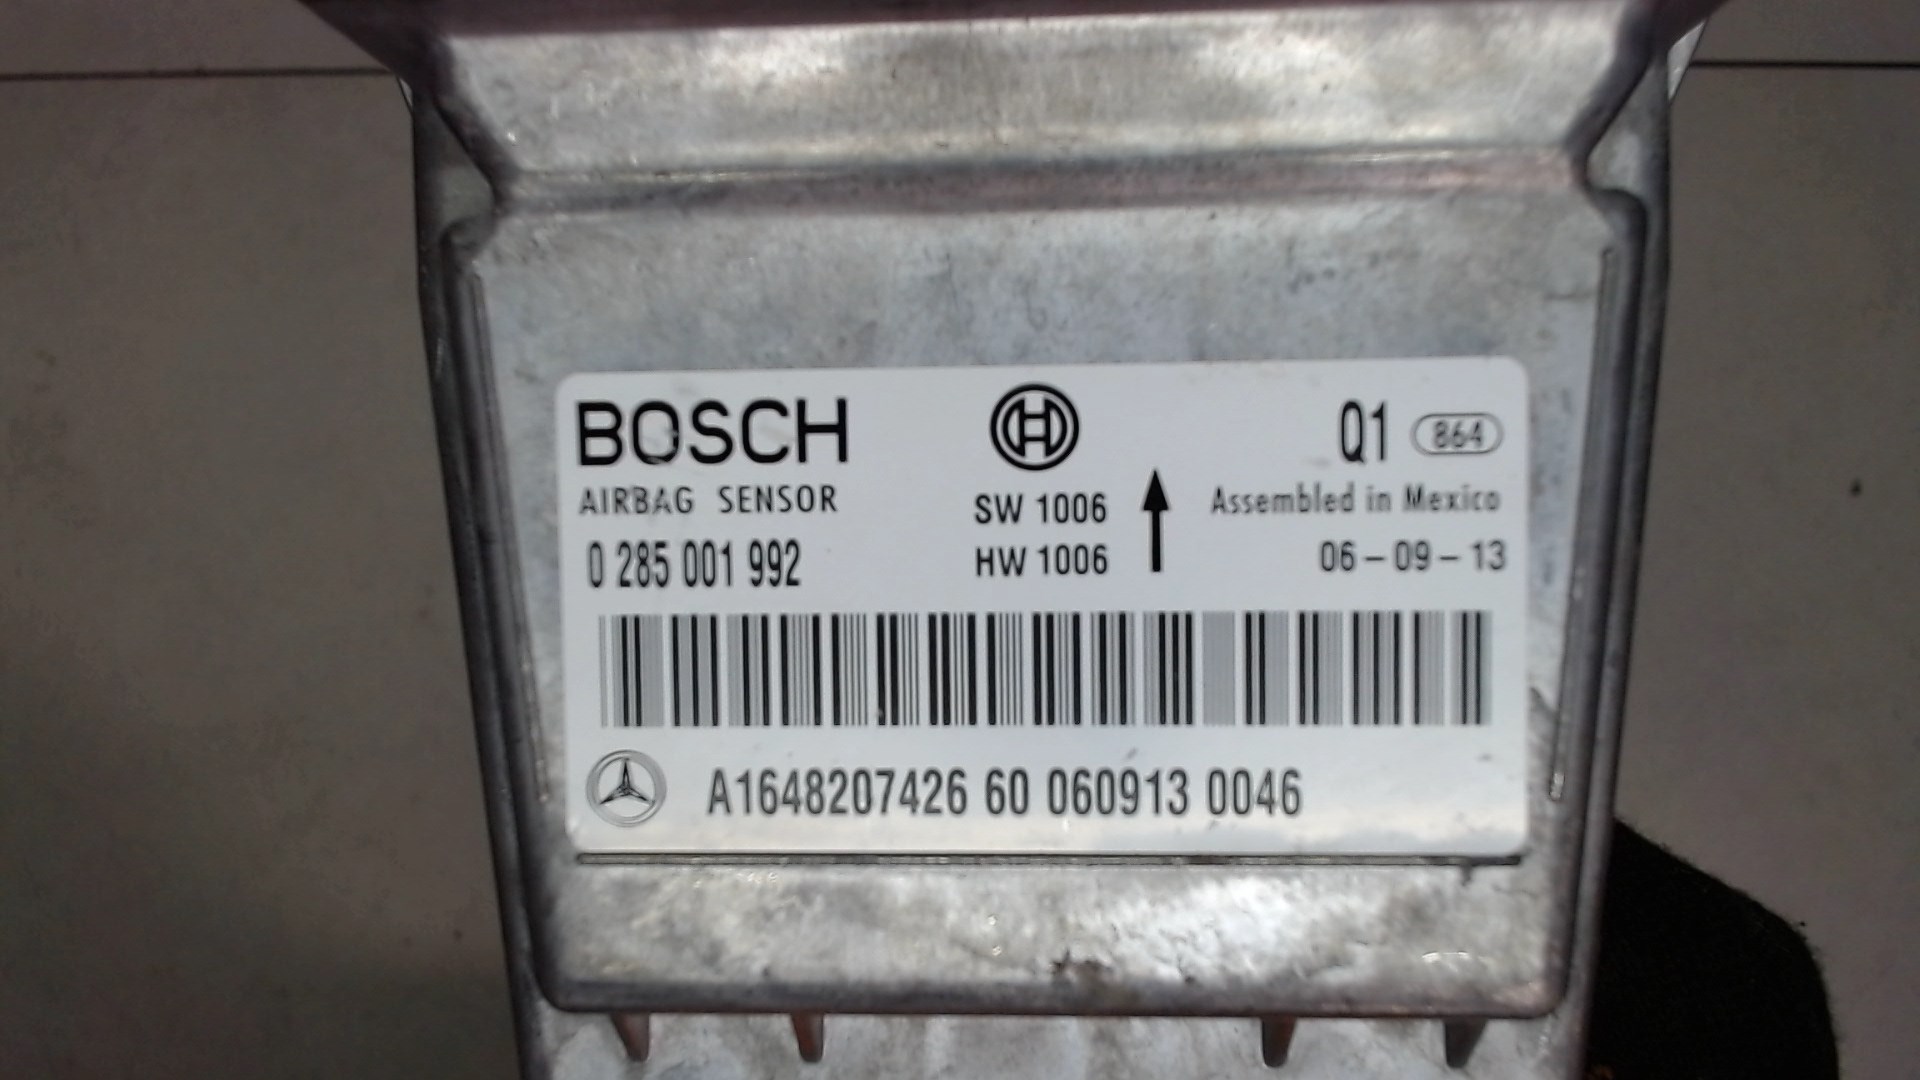 BOSCH Q1 864
AIRBAG SENSOR SW 1006 Assembled in Mexico
0 285 001 992 HW 1006 06-09-13
A1648207426 60 060913 0046